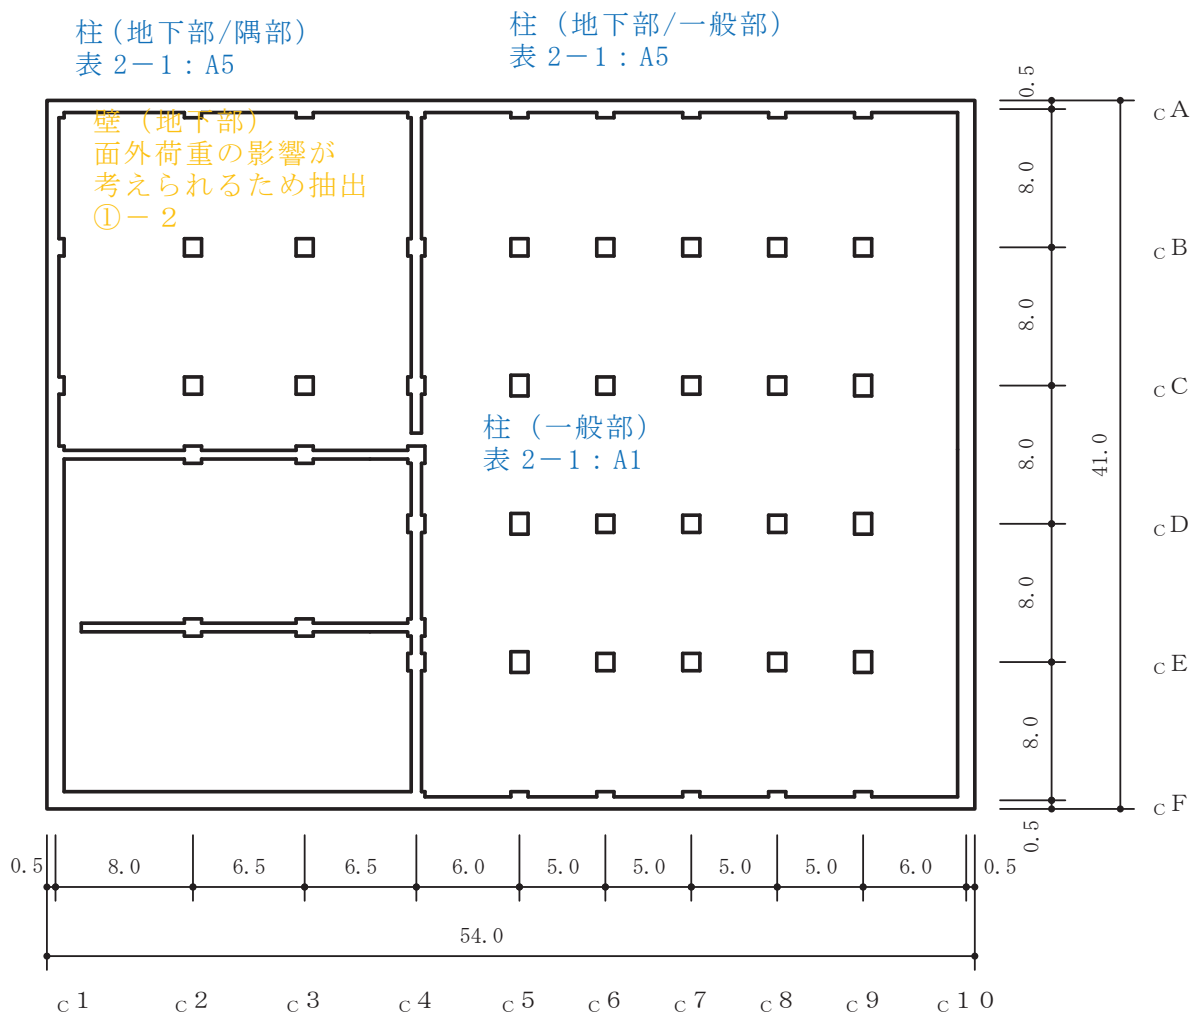 柱(地下部/隅部)
表 2－1：A5
柱（地下部/一般部）
表 2－1：A5
壁（地下部）
面外荷重の影響が
考えられるため抽出
①－２
柱（一般部）
表 2－1：A1
0.5
8.0
8.0
8.0
8.0
8.0
0.5
41.0
cA
cB
cC
cD
cE
cF
0.5 8.0 6.5 6.5 6.0 5.0 5.0 5.0 5.0 6.0 0.5
54.0
c1 c2 c3 c4 c5 c6 c7 c8 c9 c10